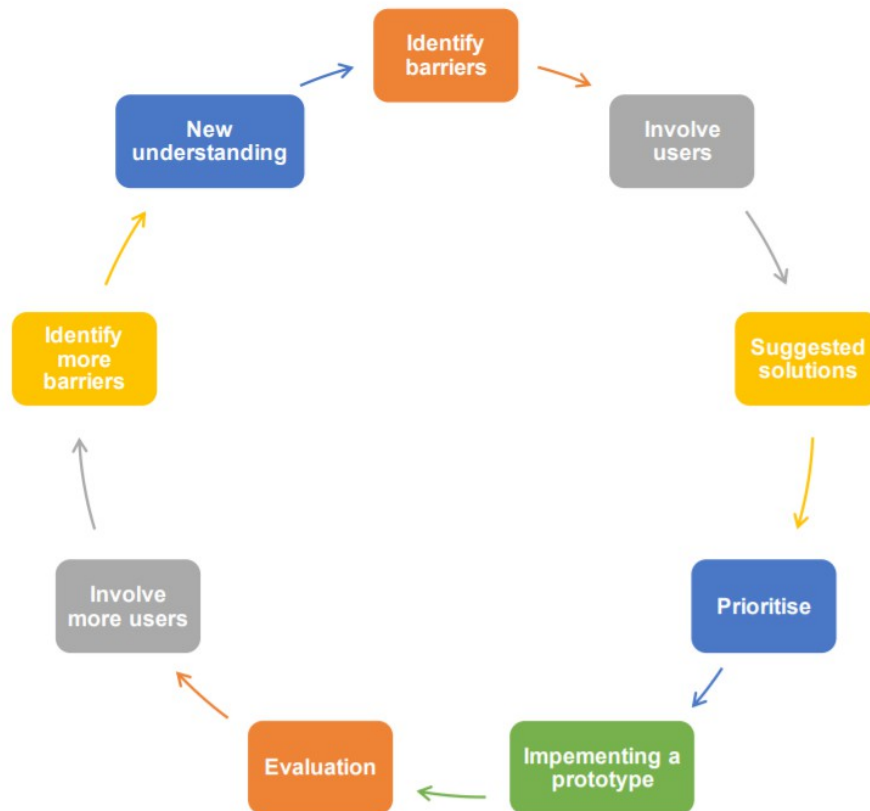 Identify
barriers
Involve
users
Suggested
solutions
Prioritise
Impementing a
prototype
Evaluation
Involve
more users
Identify
more
barriers
New
understanding